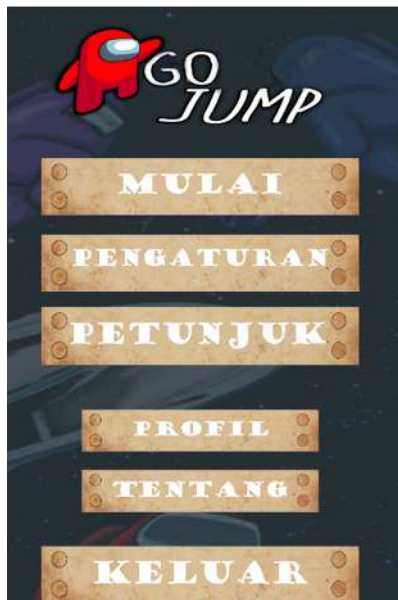 GO
JUMP
MULAI
PENGATURAN
PETUNJUK
PROFIL
TENTANG
KELUAR